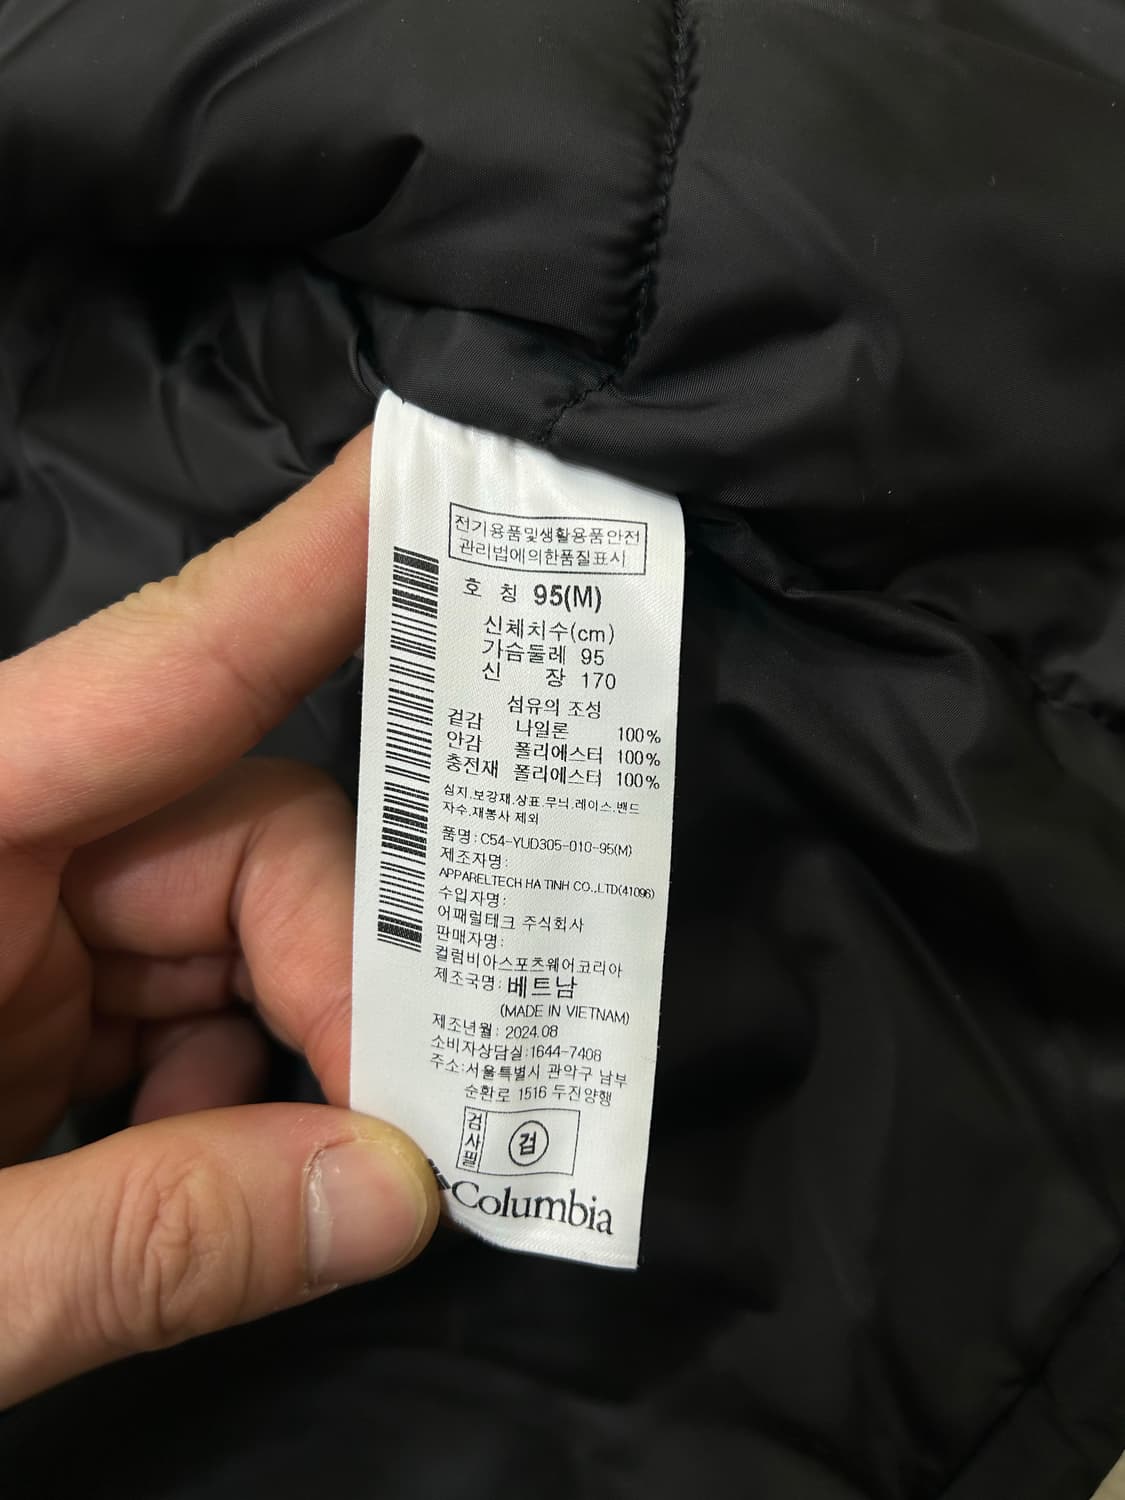 전기용품및생활용품안전
관리법에의한품질표시
호 칭 95(M)
신체치수(cm)
가슴둘레 95
신 장 170
섬유의 조성
겉감 나일론 100%
안감 폴리에스터 100%
충전재 폴리에스터 100%
심지.보강재.상표.무늬.레이스.밴드
자수.재봉사 제외
품명:C54-YUD305-010-95(M)
제조자명:
APPARELTECH HA TINH CO.,LTD(41096)
수입자명:
어패럴테크 주식회사
판매자명:
컬럼비아스포츠웨어코리아
제조국명: 베트남
(MADE IN VIETNAM)
제조년월: 2024.08
소비자상담실:1644-7408
주소:서울특별시 관악구 남부
순환로 1516 두진양행
검사필 검
Columbia